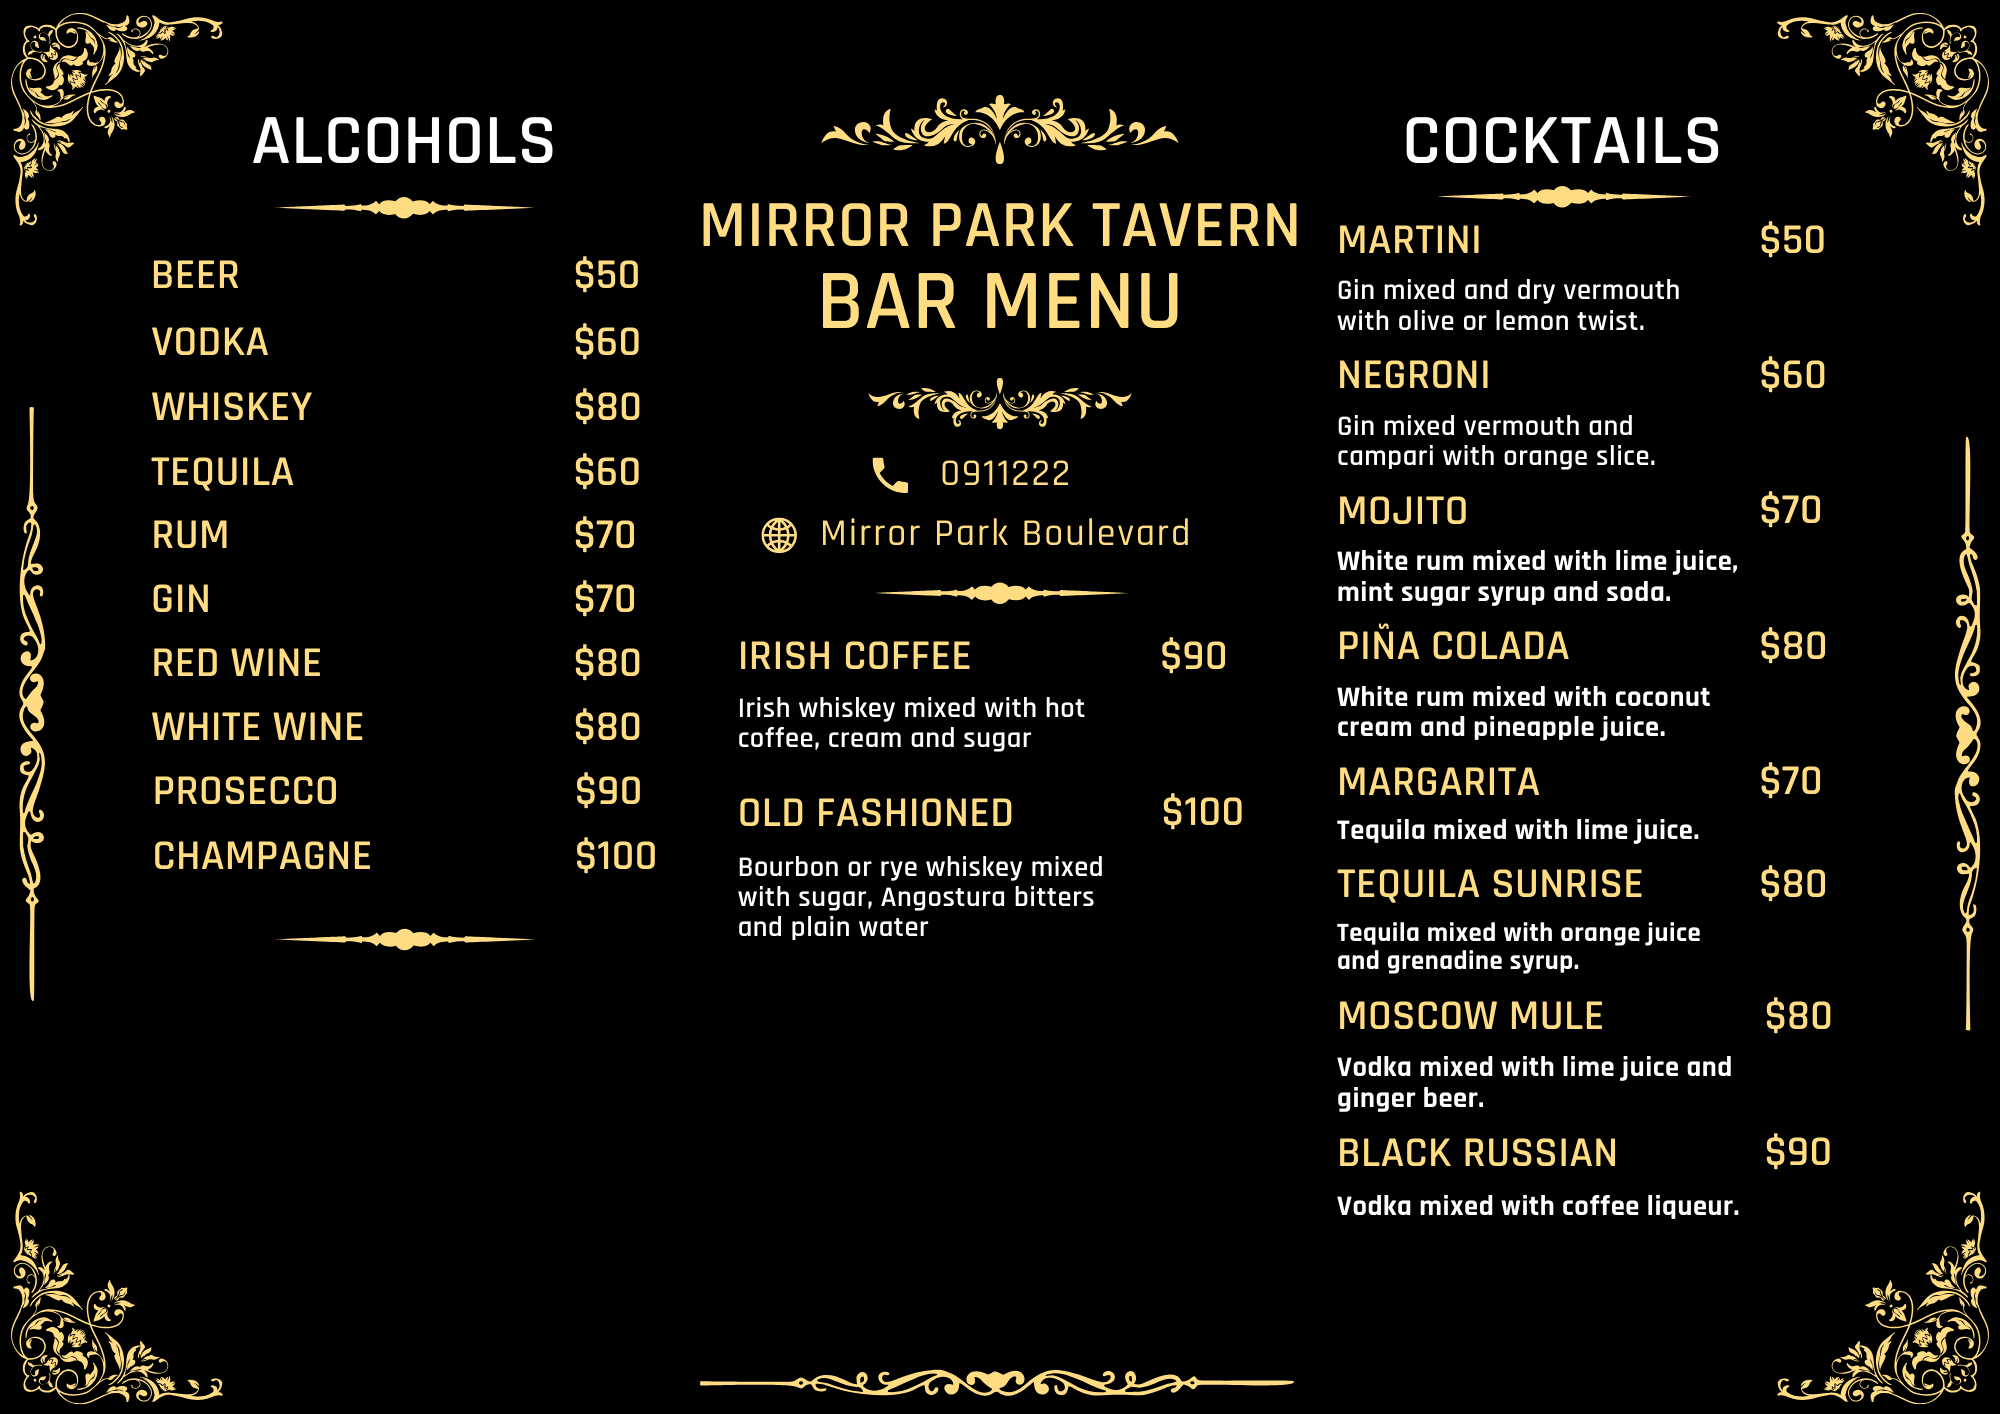 ALCOHOLS
BEER $50
VODKA $60
WHISKEY $80
TEQUILA $60
RUM $70
GIN $70
RED WINE $80
WHITE WINE $80
PROSECCO $90
CHAMPAGNE $100
MIRROR PARK TAVERN
BAR MENU
0911222
Mirror Park Boulevard
IRISH COFFEE $90
Irish whiskey mixed with hot
coffee, cream and sugar
OLD FASHIONED $100
Bourbon or rye whiskey mixed
with sugar, Angostura bitters
and plain water
COCKTAILS
MARTINI $50
Gin mixed and dry vermouth
with olive or lemon twist.
NEGRONI $60
Gin mixed vermouth and
campari with orange slice.
MOJITO $70
White rum mixed with lime juice,
mint sugar syrup and soda.
PIÑA COLADA $80
White rum mixed with coconut
cream and pineapple juice.
MARGARITA $70
Tequila mixed with lime juice.
TEQUILA SUNRISE $80
Tequila mixed with orange juice
and grenadine syrup.
MOSCOW MULE $80
Vodka mixed with lime juice and
ginger beer.
BLACK RUSSIAN $90
Vodka mixed with coffee liqueur.